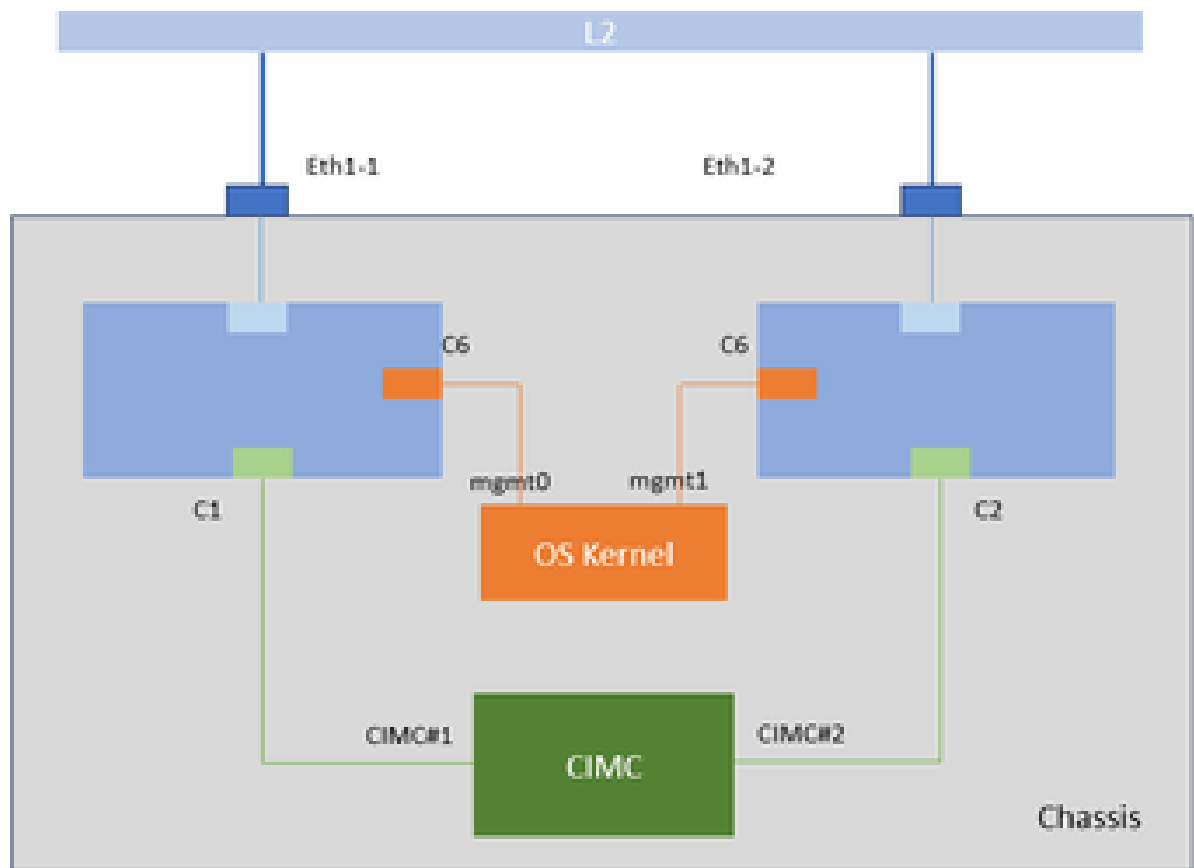 L2
Eth1-1
Eth1-2
C6
C6
mgmt0
mgmt1
C1
C2
OS Kernel
CIMC#1
CIMC#2
CIMC
Chassis